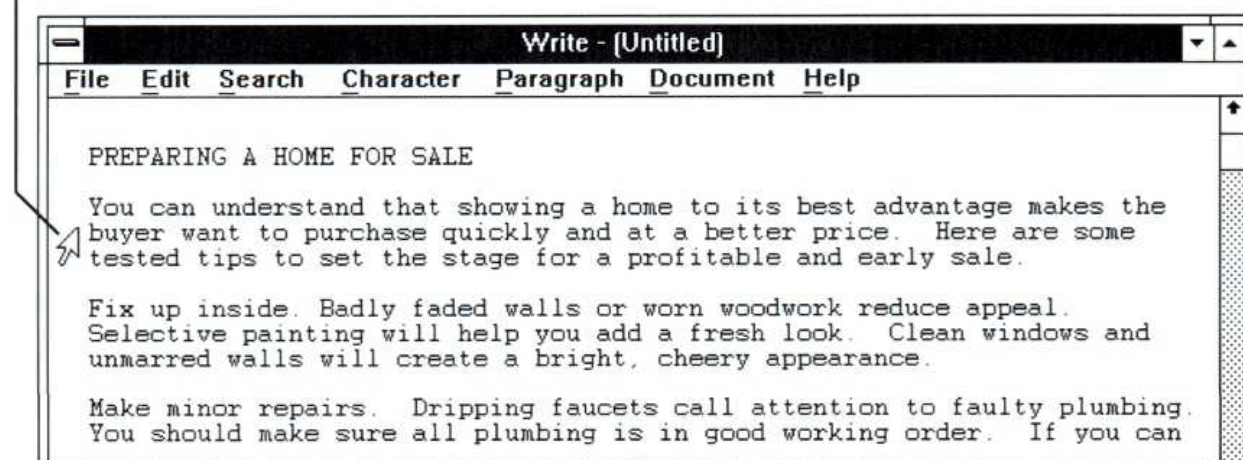 Write - (Untitled)
File Edit Search Character Paragraph Document Help
PREPARING A HOME FOR SALE
You can understand that showing a home to its best advantage makes the
buyer want to purchase quickly and at a better price.  Here are some
tested tips to set the stage for a profitable and early sale.
Fix up inside. Badly faded walls or worn woodwork reduce appeal.
Selective painting will help you add a fresh look.  Clean windows and
unmarred walls will create a bright, cheery appearance.
Make minor repairs.  Dripping faucets call attention to faulty plumbing.
You should make sure all plumbing is in good working order.  If you can